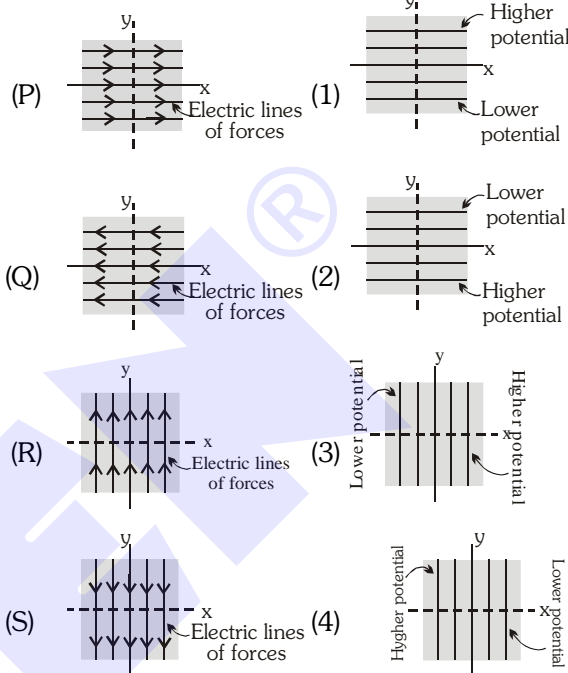 (P)
y
x
Electric lines
of forces
(1)
y
Higher
potential
x
Lower
potential
(Q)
y
x
Electric lines
of forces
(2)
y
Lower
potential
x
Higher
potential
®
(R)
y
x
Electric lines
of forces
(3)
y
Lower potential
x
Higher potential
(S)
y
x
Electric lines
of forces
(4)
y
Hygher potential
x
Lower potential